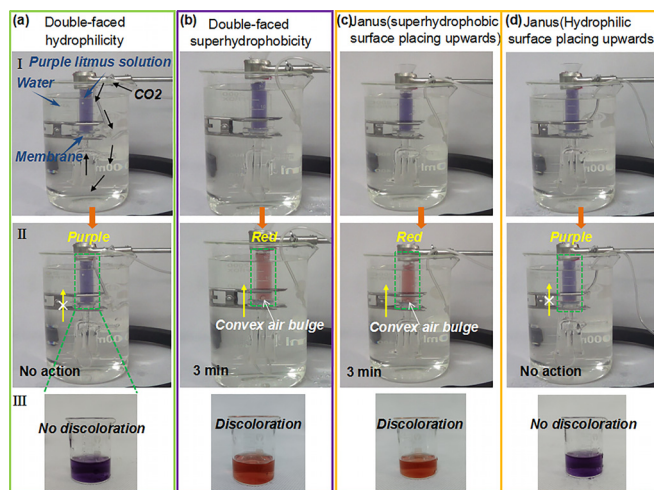 (a) Double-faced
hydrophilicity
(b) Double-faced
superhydrophobicity
(c) Janus(superhydrophobic
surface placing upwards)
(d) Janus(Hydrophilic
surface placing upwards
I
Purple litmus solution
Water
CO2
Membrane
II
Purple
No action
Red
Convex air bulge
3 min
Red
Convex air bulge
3 min
Purple
No action
III
No discoloration
Discoloration
Discoloration
No discoloration